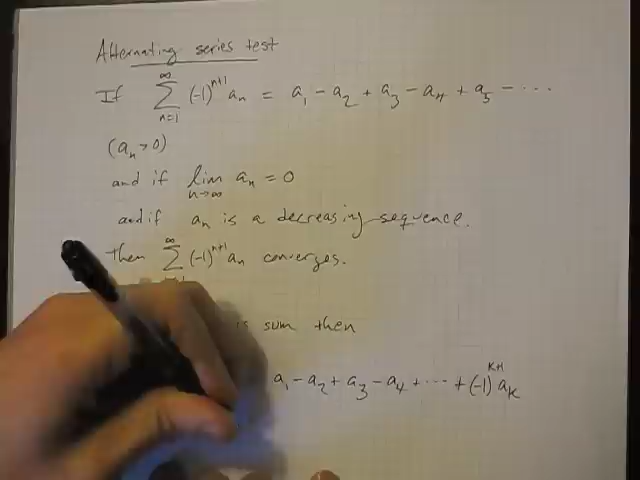 Alternating series test
If ∑_{n=1}^{∞} (-1)^{n+1} a_n = a_1 - a_2 + a_3 - a_4 + a_5 - ⋯
(a_n > 0)
and if lim_{n→∞} a_n = 0
and if a_n is a decreasing sequence.
then ∑^{∞} (-1)^{n+1} a_n converges.
is sum then
a_1 - a_2 + a_3 - a_4 + ⋯ + (-1)^{K+1} a_K